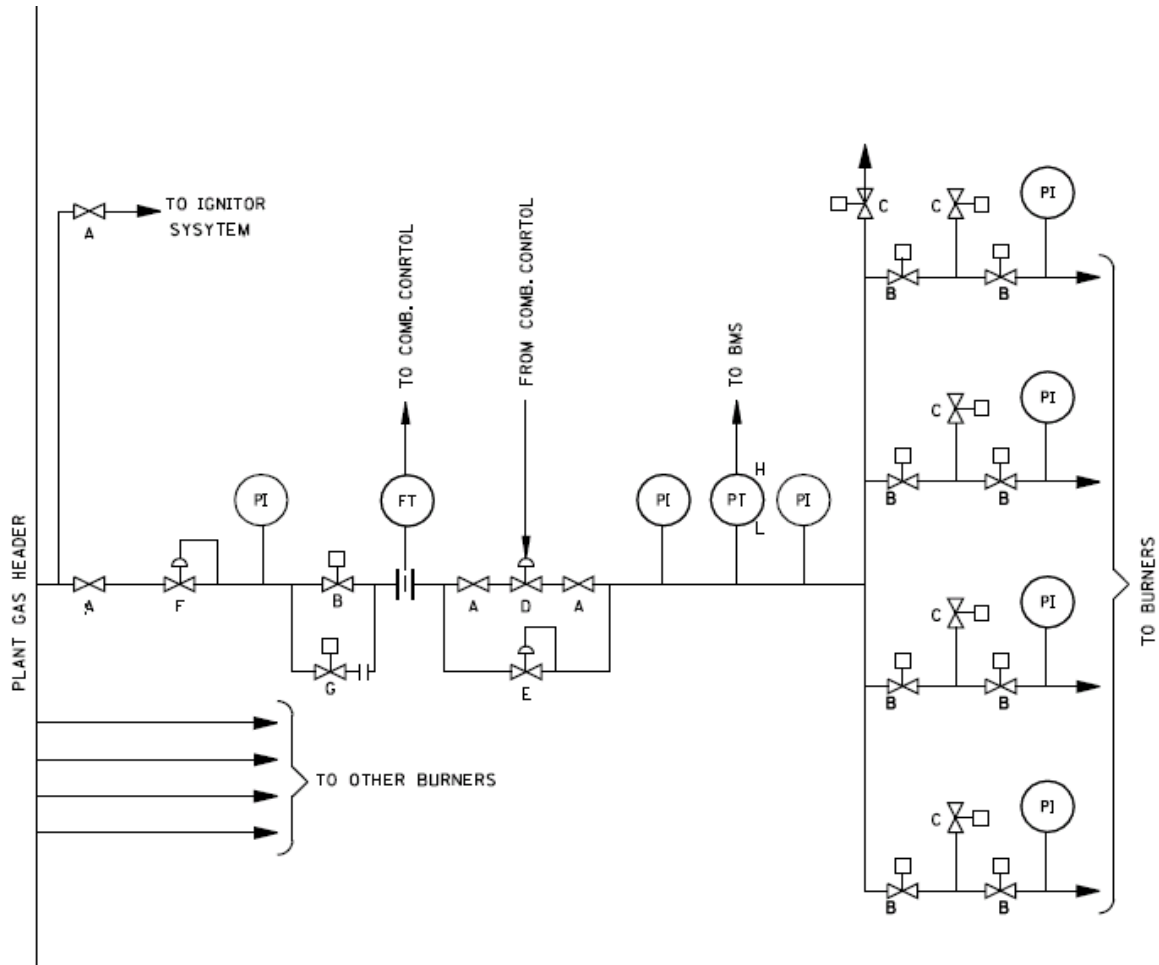 TO IGNITOR
SYSYTEM
A
TO COMB.CONRTOL
FROM COMB.CONRTOL
TO BMS
C
C
PI
B
B
C
PI
B
B
PI
FT
PI
PT
H
L
PI
PLANT GAS HEADER
A
F
B
A
D
A
G
E
C
PI
B
B
TO BURNERS
TO OTHER BURNERS
C
PI
B
B